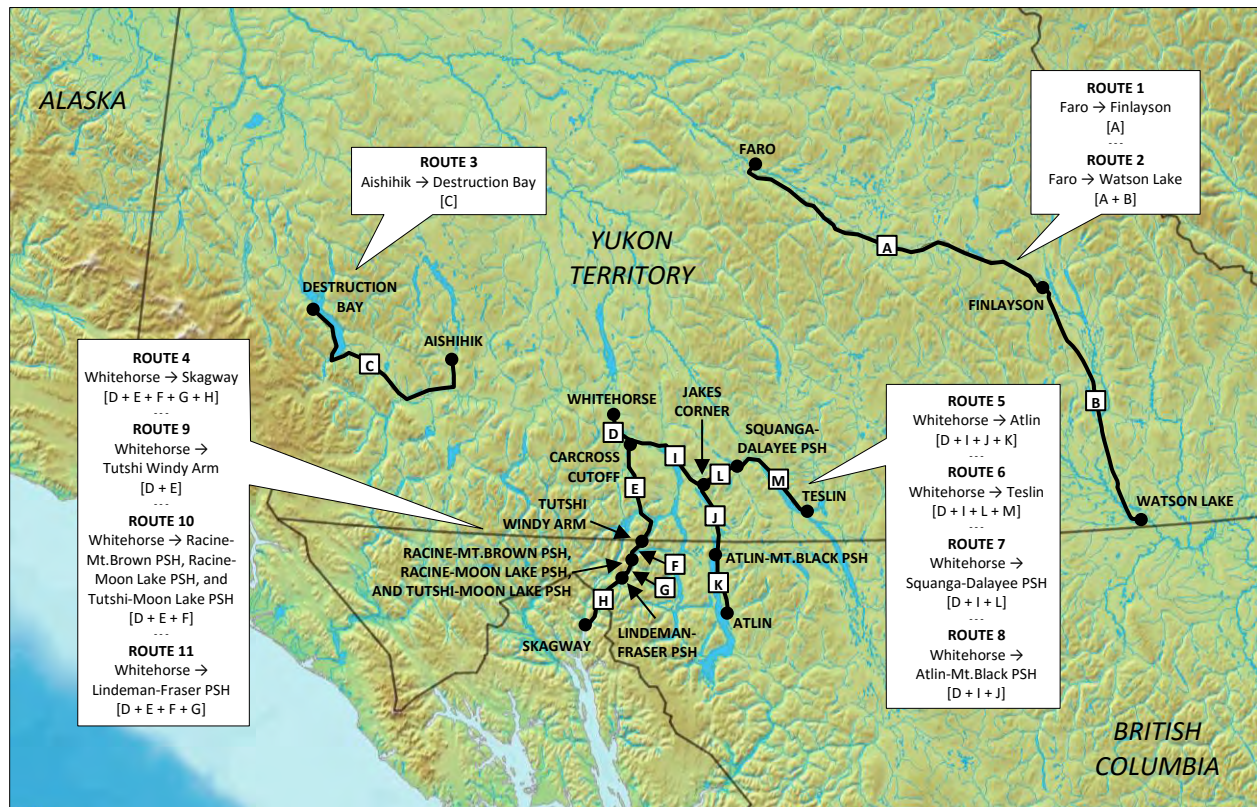 ALASKA
ROUTE 1
Faro → Finlayson
[A]
---
ROUTE 2
Faro → Watson Lake
[A + B]
FARO
ROUTE 3
Aishihik → Destruction Bay
[C]
YUKON
TERRITORY
A
FINLAYSON
DESTRUCTION
BAY
AISHIHIK
C
ROUTE 4
Whitehorse → Skagway
[D + E + F + G + H]
---
ROUTE 9
Whitehorse →
Tutshi Windy Arm
[D + E]
---
ROUTE 10
Whitehorse → Racine-
Mt.Brown PSH, Racine-
Moon Lake PSH, and
Tutshi-Moon Lake PSH
[D + E + F]
---
ROUTE 11
Whitehorse →
Lindeman-Fraser PSH
[D + E + F + G]
WHITEHORSE
D
CARCROSS
CUTOFF
E
I
JAKES
CORNER
L
SQUANGA-
DALAYEE PSH
M
TESLIN
B
WATSON LAKE
ROUTE 5
Whitehorse → Atlin
[D + I + J + K]
---
ROUTE 6
Whitehorse → Teslin
[D + I + L + M]
---
ROUTE 7
Whitehorse →
Squanga-Dalayee PSH
[D + I + L]
---
ROUTE 8
Whitehorse →
Atlin-Mt.Black PSH
[D + I + J]
TUTSHI
WINDY ARM
J
RACINE-MT.BROWN PSH,
RACINE-MOON LAKE PSH,
AND TUTSHI-MOON LAKE PSH
F
G
H
ATLIN-MT.BLACK PSH
K
ATLIN
SKAGWAY
LINDEMAN-
FRASER PSH
BRITISH
COLUMBIA